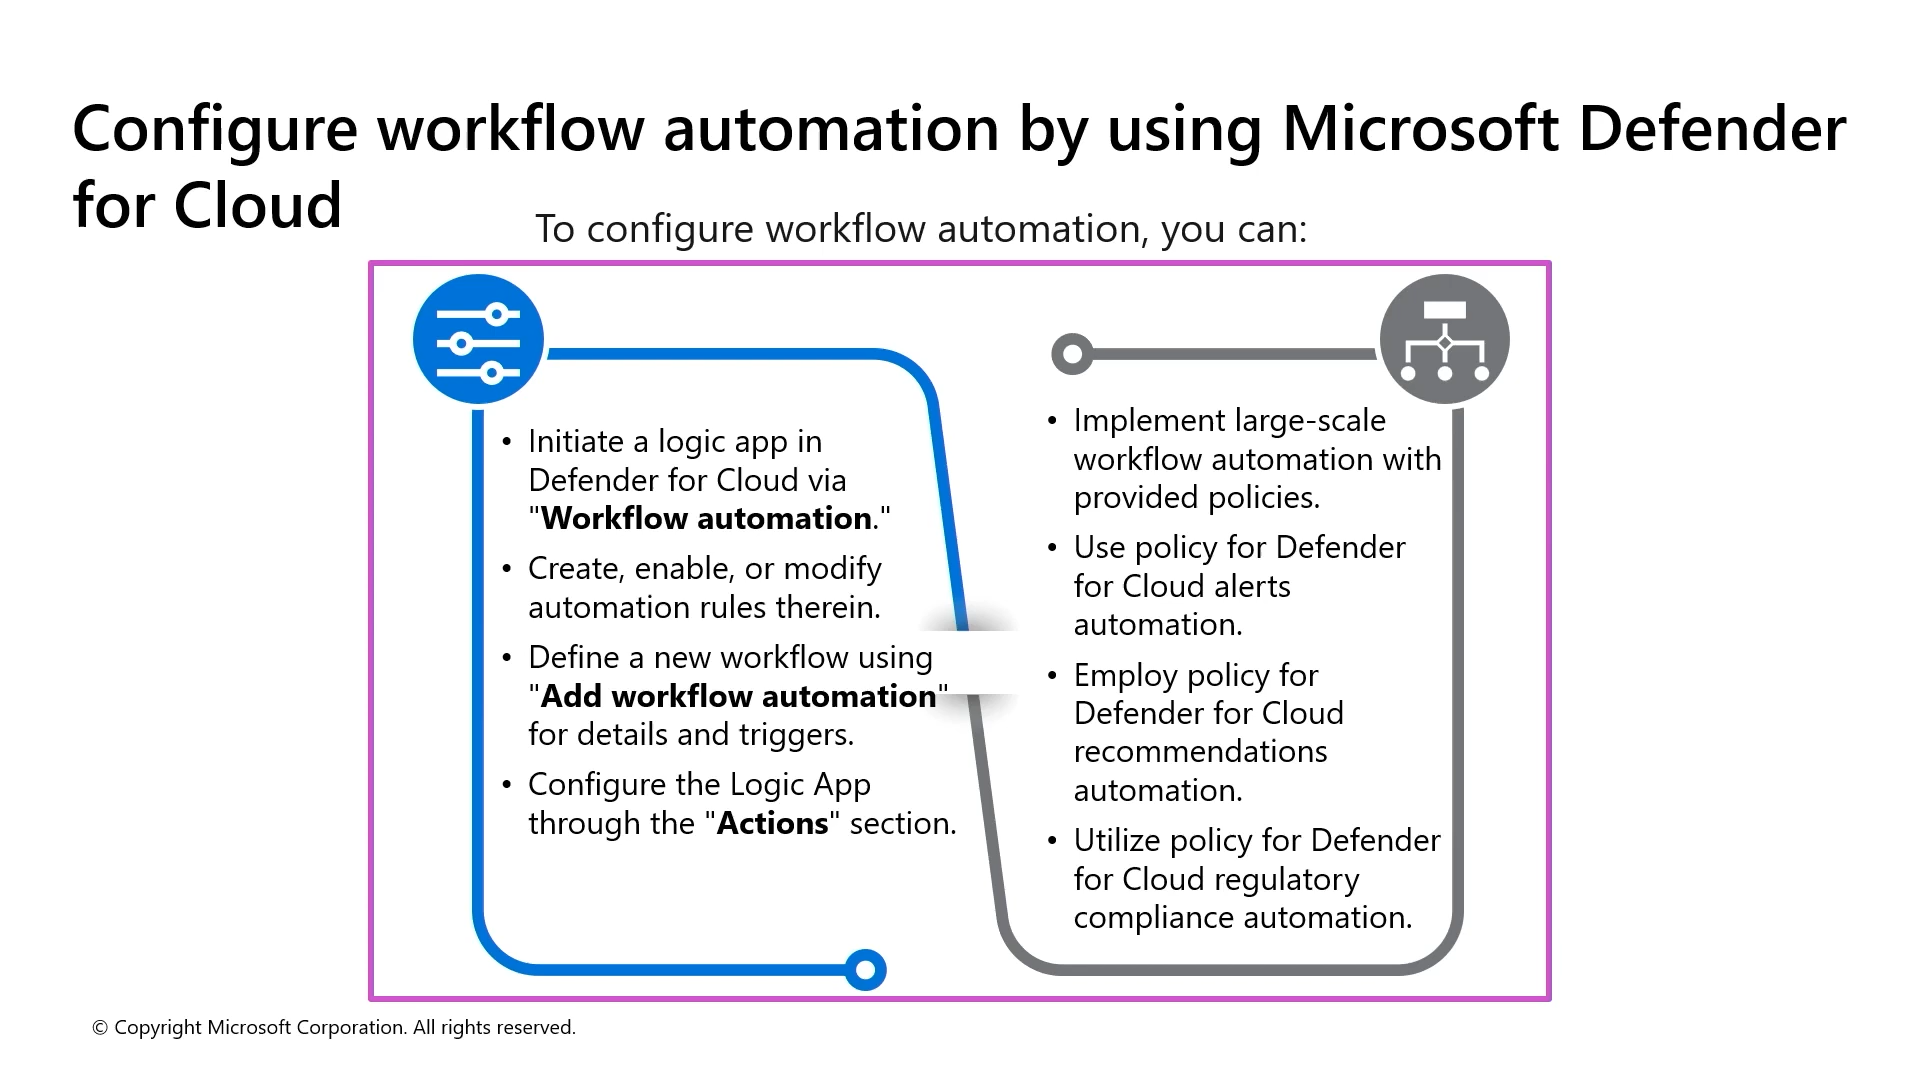 Configure workflow automation by using Microsoft Defender
for Cloud
To configure workflow automation, you can:
• Initiate a logic app in
Defender for Cloud via
"Workflow automation."
• Create, enable, or modify
automation rules therein.
• Define a new workflow using
"Add workflow automation"
for details and triggers.
• Configure the Logic App
through the "Actions" section.
• Implement large-scale
workflow automation with
provided policies.
• Use policy for Defender
for Cloud alerts
automation.
• Employ policy for
Defender for Cloud
recommendations
automation.
• Utilize policy for Defender
for Cloud regulatory
compliance automation.
© Copyright Microsoft Corporation. All rights reserved.